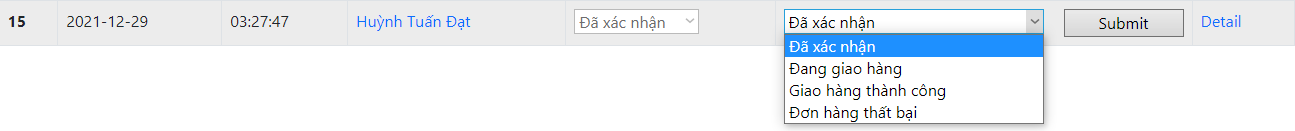 15 2021-12-29 03:27:47 Huỳnh Tuấn Đạt Đã xác nhận Đã xác nhận Submit Detail
Đã xác nhận
Đang giao hàng
Giao hàng thành công
Đơn hàng thất bại